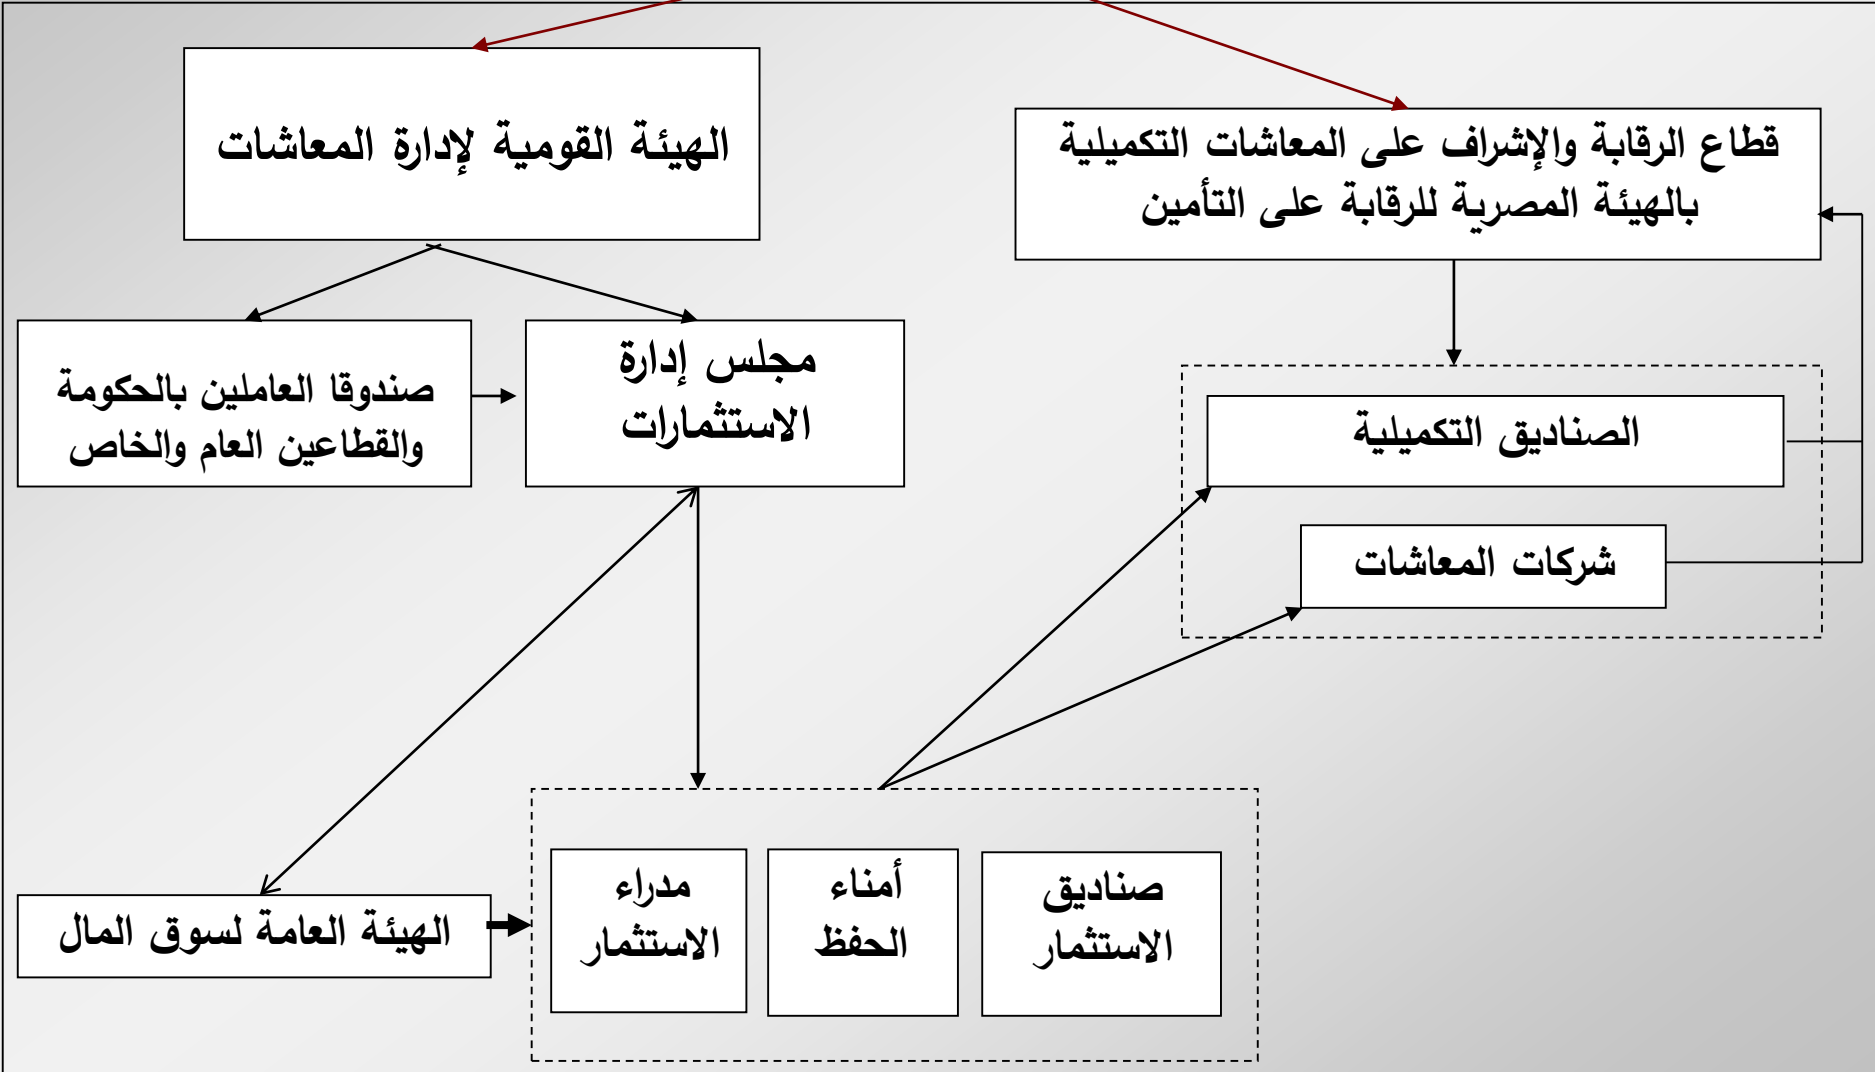 الهيئة القومية لإدارة المعاشات
قطاع الرقابة والإشراف على المعاشات التكميلية
بالهيئة المصرية للرقابة على التأمين
صندوقا العاملين بالحكومة
والقطاعين العام والخاص
مجلس إدارة
الاستثمارات
الصناديق التكميلية
شركات المعاشات
الهيئة العامة لسوق المال
مدراء
الاستثمار
أمناء
الحفظ
صناديق
الاستثمار